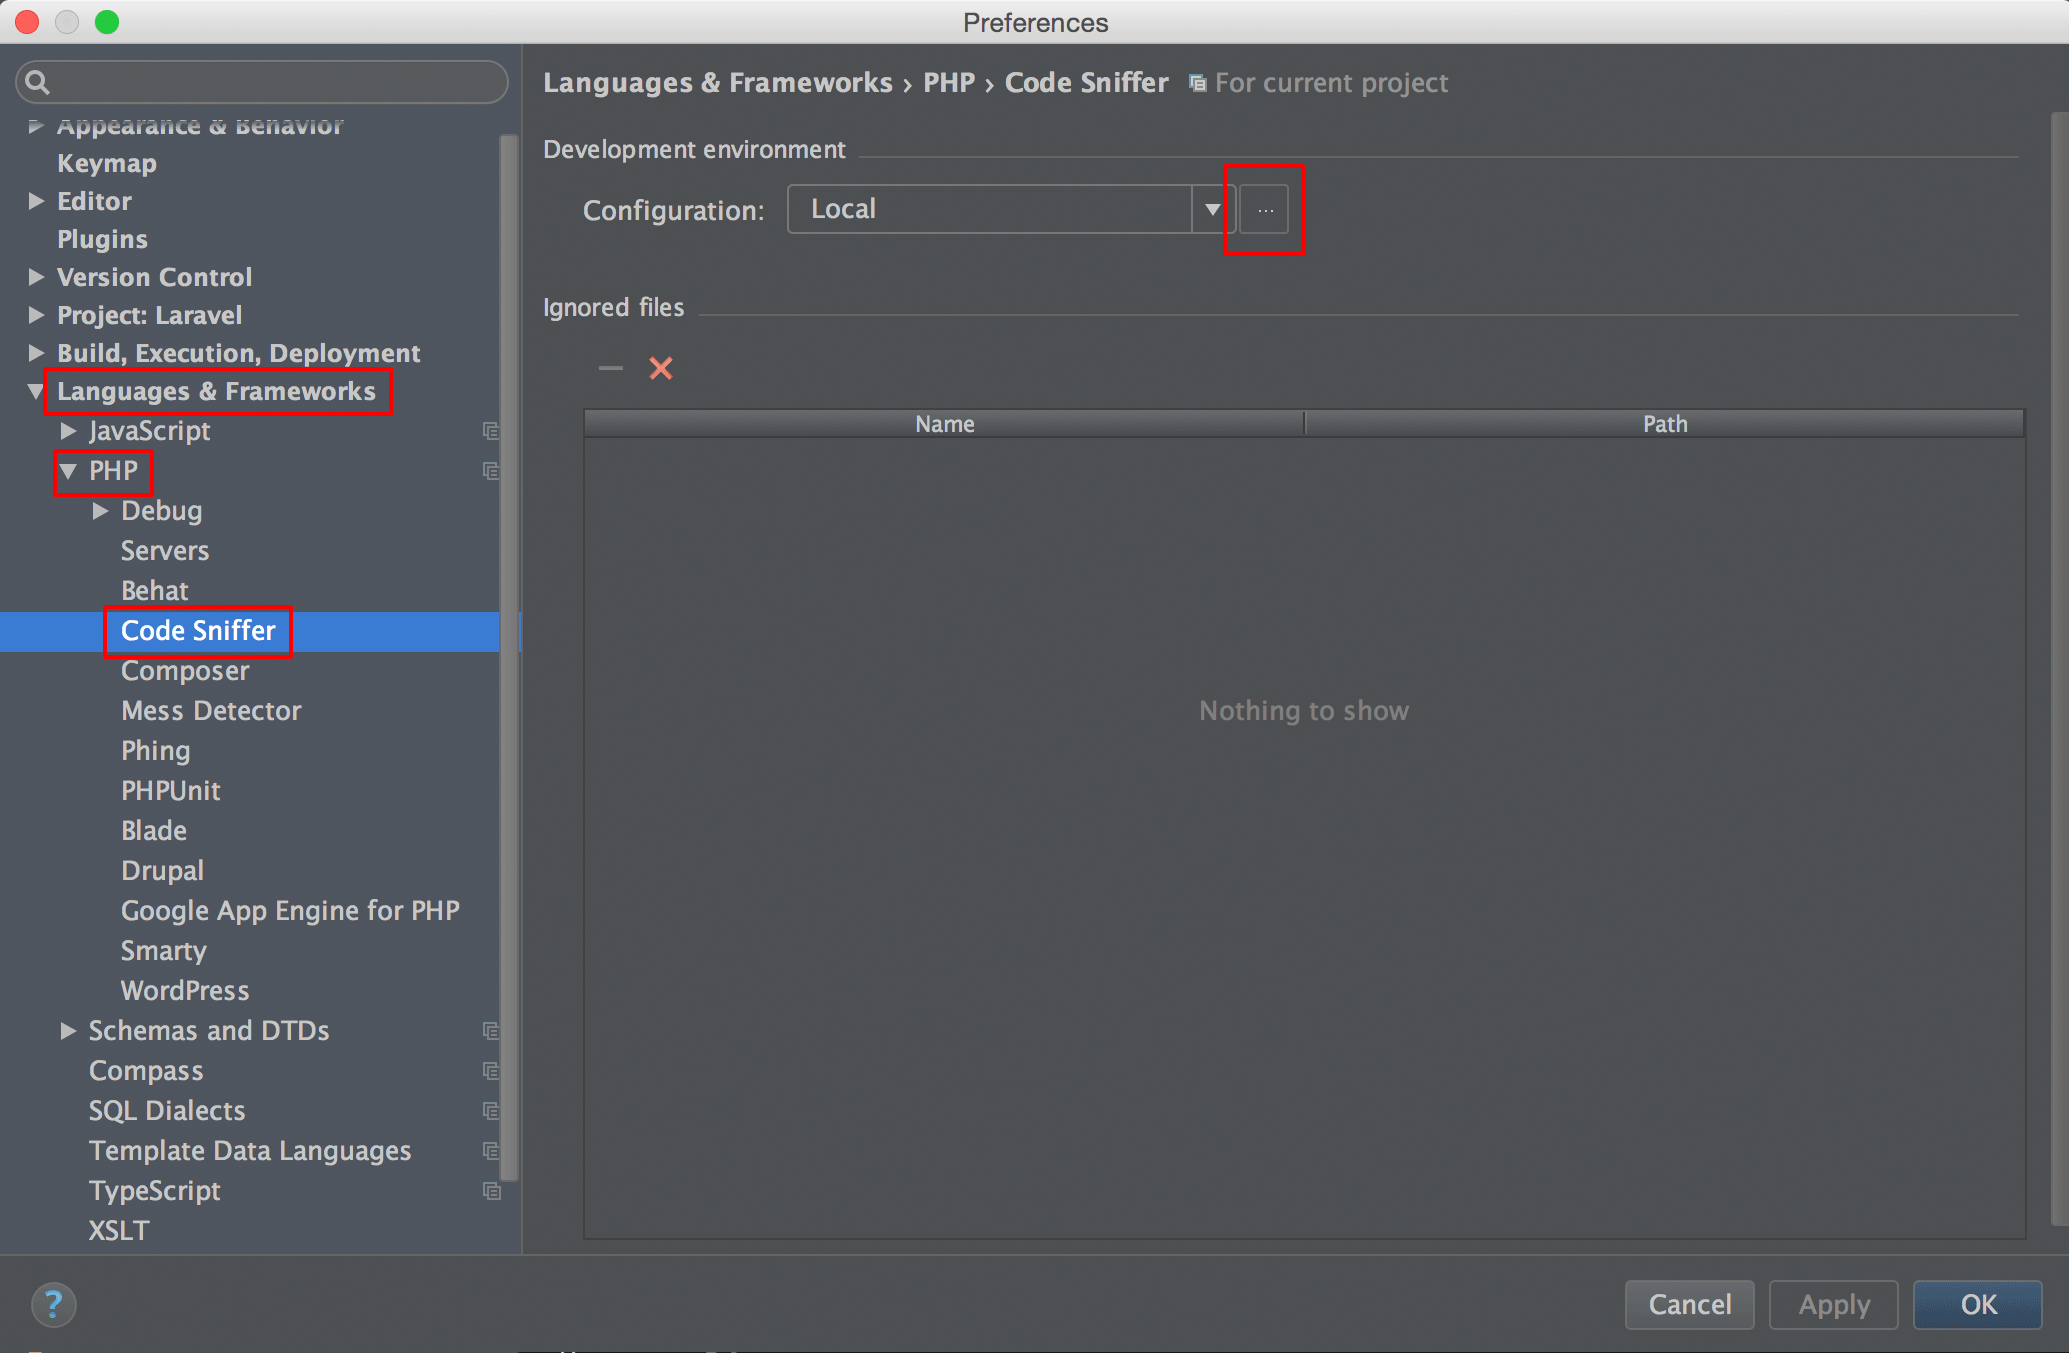 Preferences
Languages & Frameworks › PHP › Code Sniffer For current project
Appearance & Behavior
Keymap
Editor
Plugins
Version Control
Project: Laravel
Build, Execution, Deployment
Languages & Frameworks
JavaScript
PHP
Debug
Servers
Behat
Code Sniffer
Composer
Mess Detector
Phing
PHPUnit
Blade
Drupal
Google App Engine for PHP
Smarty
WordPress
Schemas and DTDs
Compass
SQL Dialects
Template Data Languages
TypeScript
XSLT
Development environment
Configuration: Local ...
Ignored files
Name Path
Nothing to show
? Cancel Apply OK